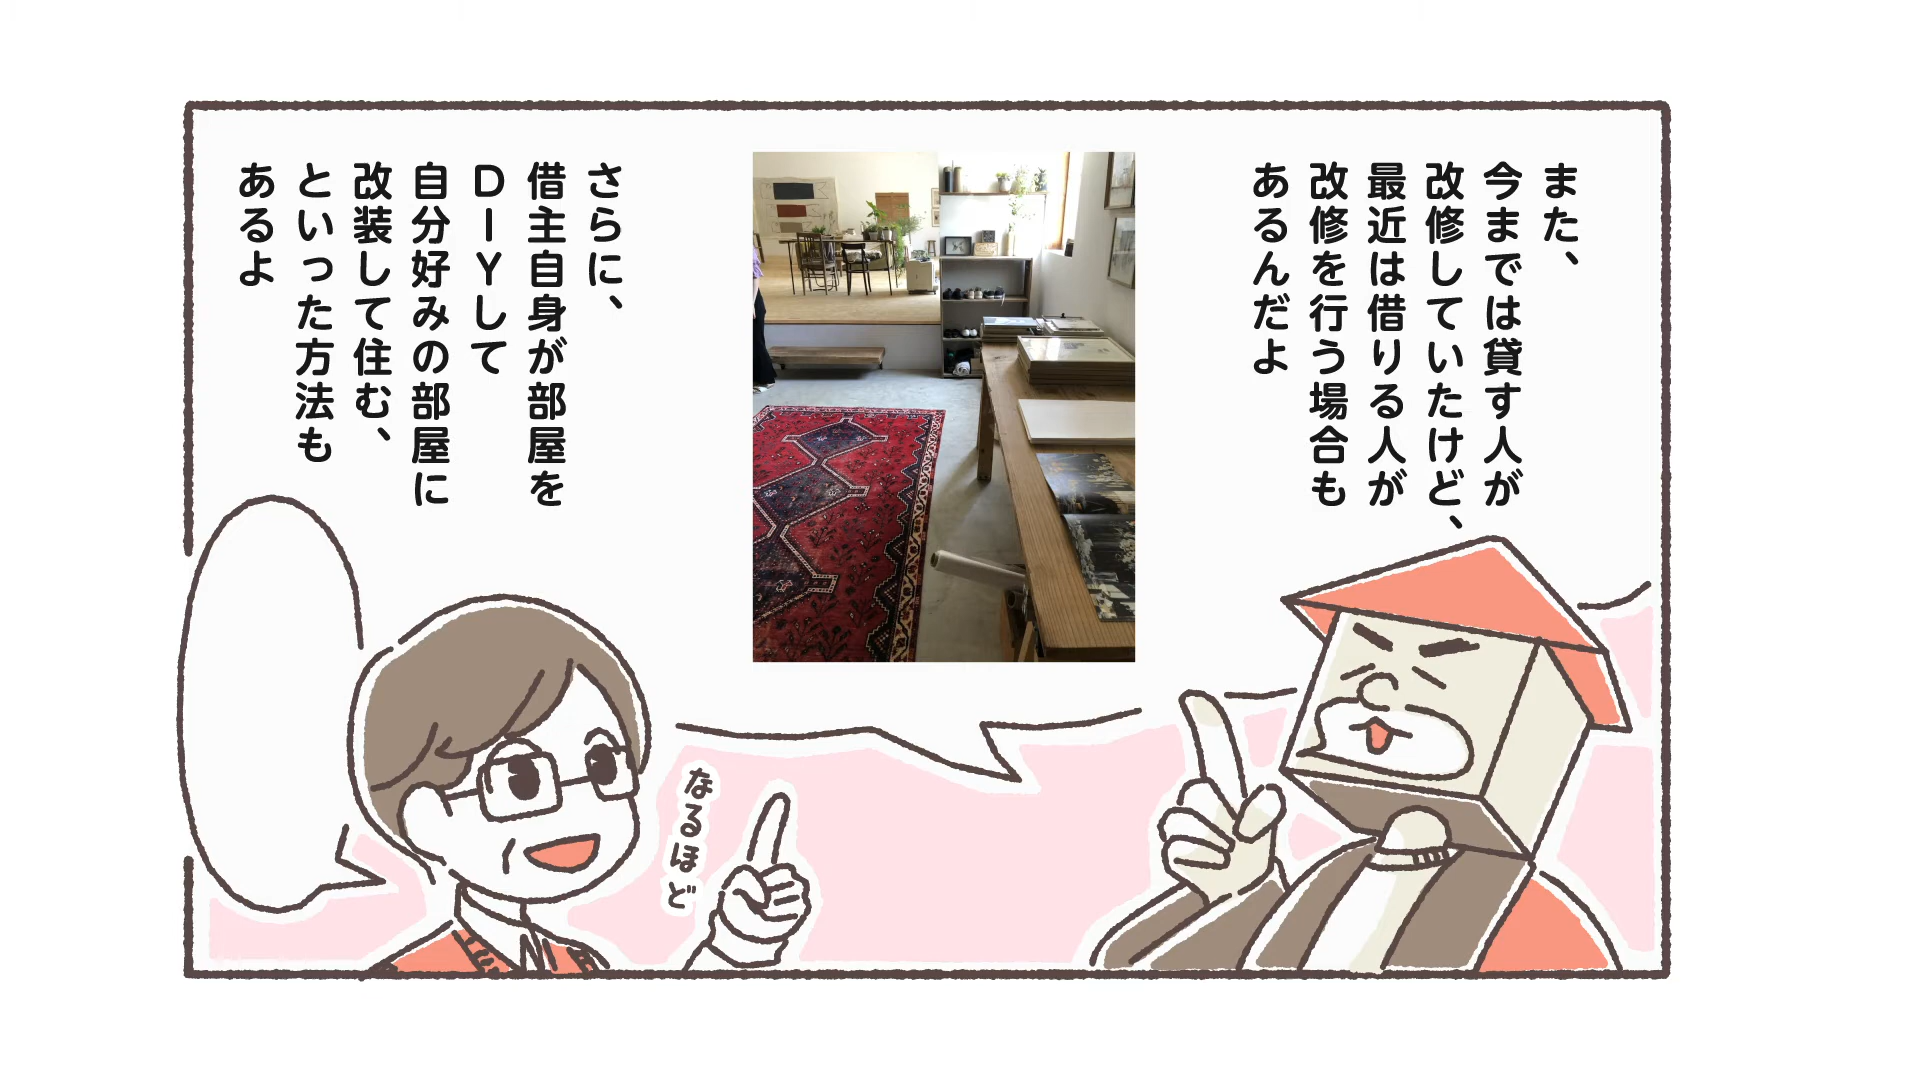 また、
今までは貸す人が
改修していたけど、
最近は借りる人が
改修を行う場合も
あるんだよ
さらに、
借主自身が部屋を
DIYして
自分好みの部屋に
改装して住む、
といった方法も
あるよ
なるほど